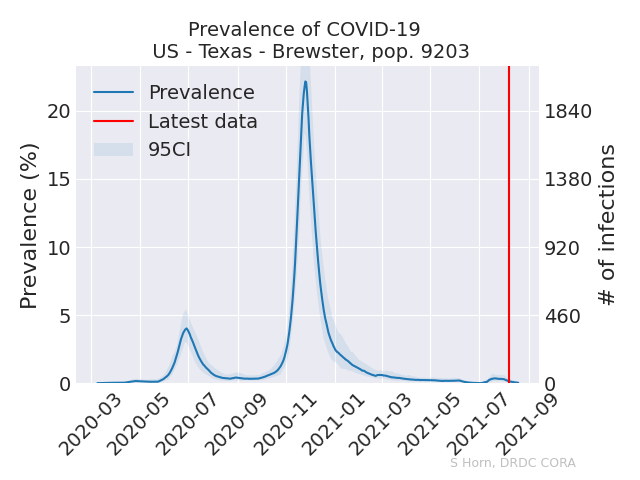 Prevalence of COVID-19
US - Texas - Brewster, pop. 9203
Prevalence
Latest data
95CI
Prevalence (%)
20
15
10
5
0
# of infections
1840
1380
920
460
0
2020-03
2020-05
2020-07
2020-09
2020-11
2021-01
2021-03
2021-05
2021-07
2021-09
S Horn, DRDC CORA